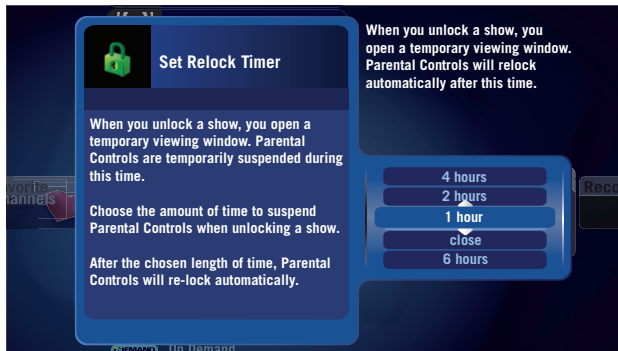 Set Relock Timer
When you unlock a show, you open a
temporary viewing window. Parental
Controls are temporarily suspended during
this time.
Choose the amount of time to suspend
Parental Controls when unlocking a show.
After the chosen length of time, Parental
Controls will re-lock automatically.
When you unlock a show, you
open a temporary viewing window.
Parental Controls will relock
automatically after this time.
4 hours
2 hours
1 hour
close
6 hours
vorite
annels
Reco
On Demand